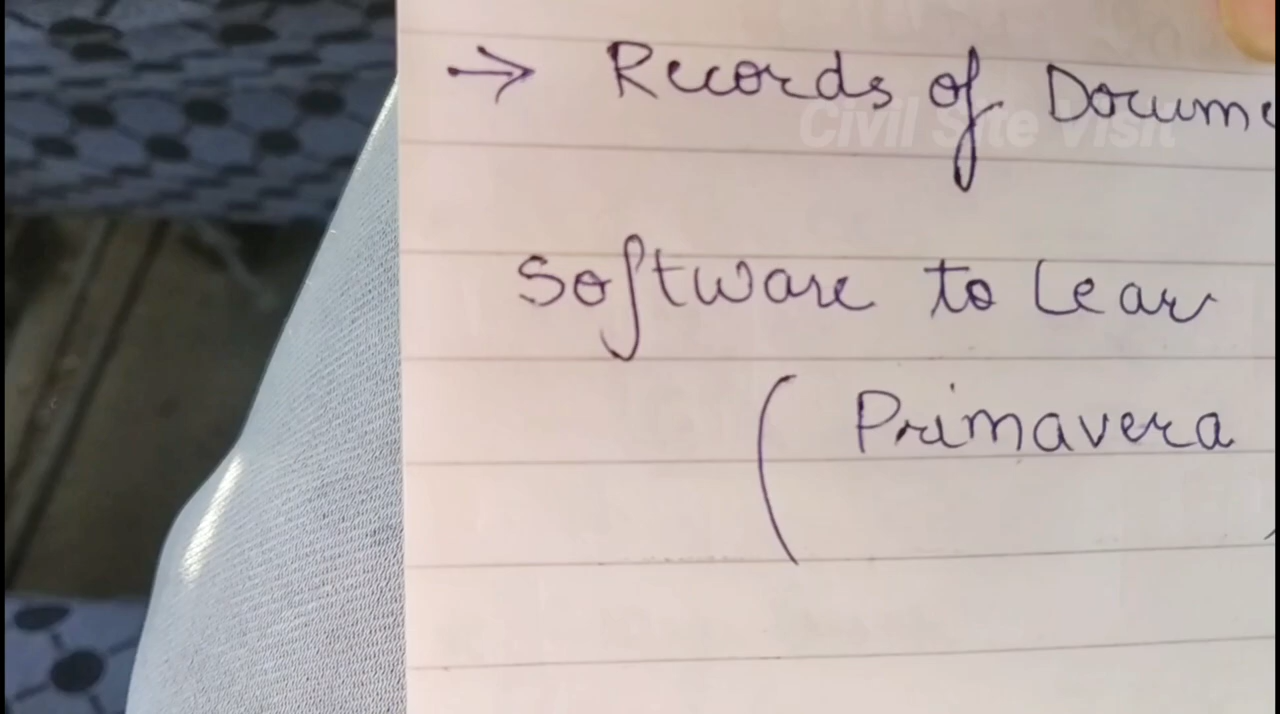 → Records of Docume
Civil Site Visit
Software to Lear
( Primavera